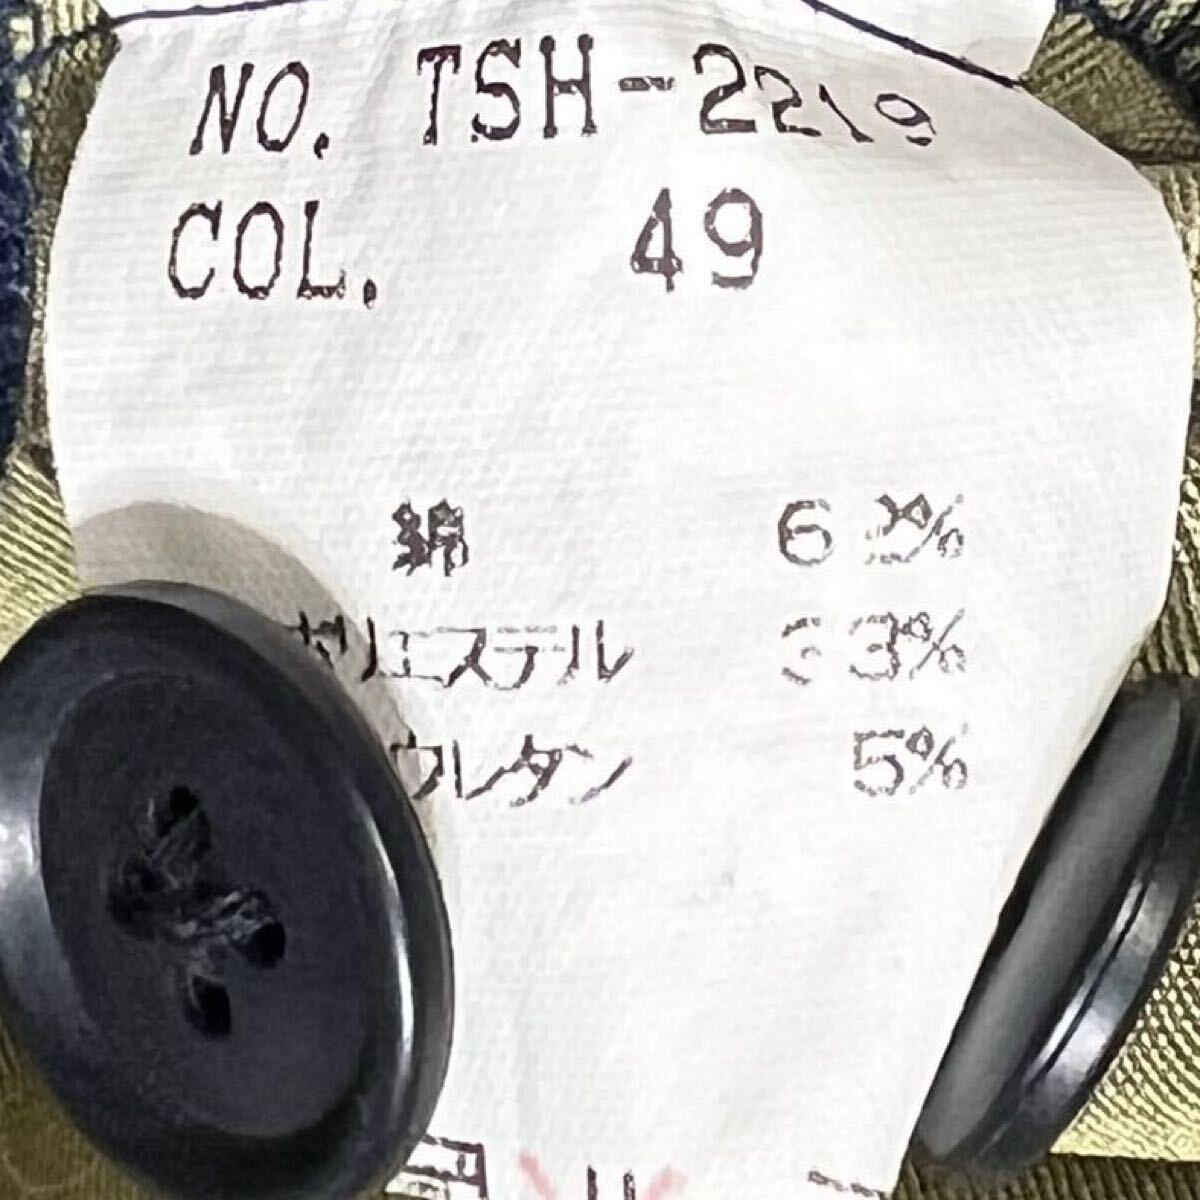 NO. TSH-2219
COL. 49
綿 62%
ポリエステル 33%
ウレタン 5%